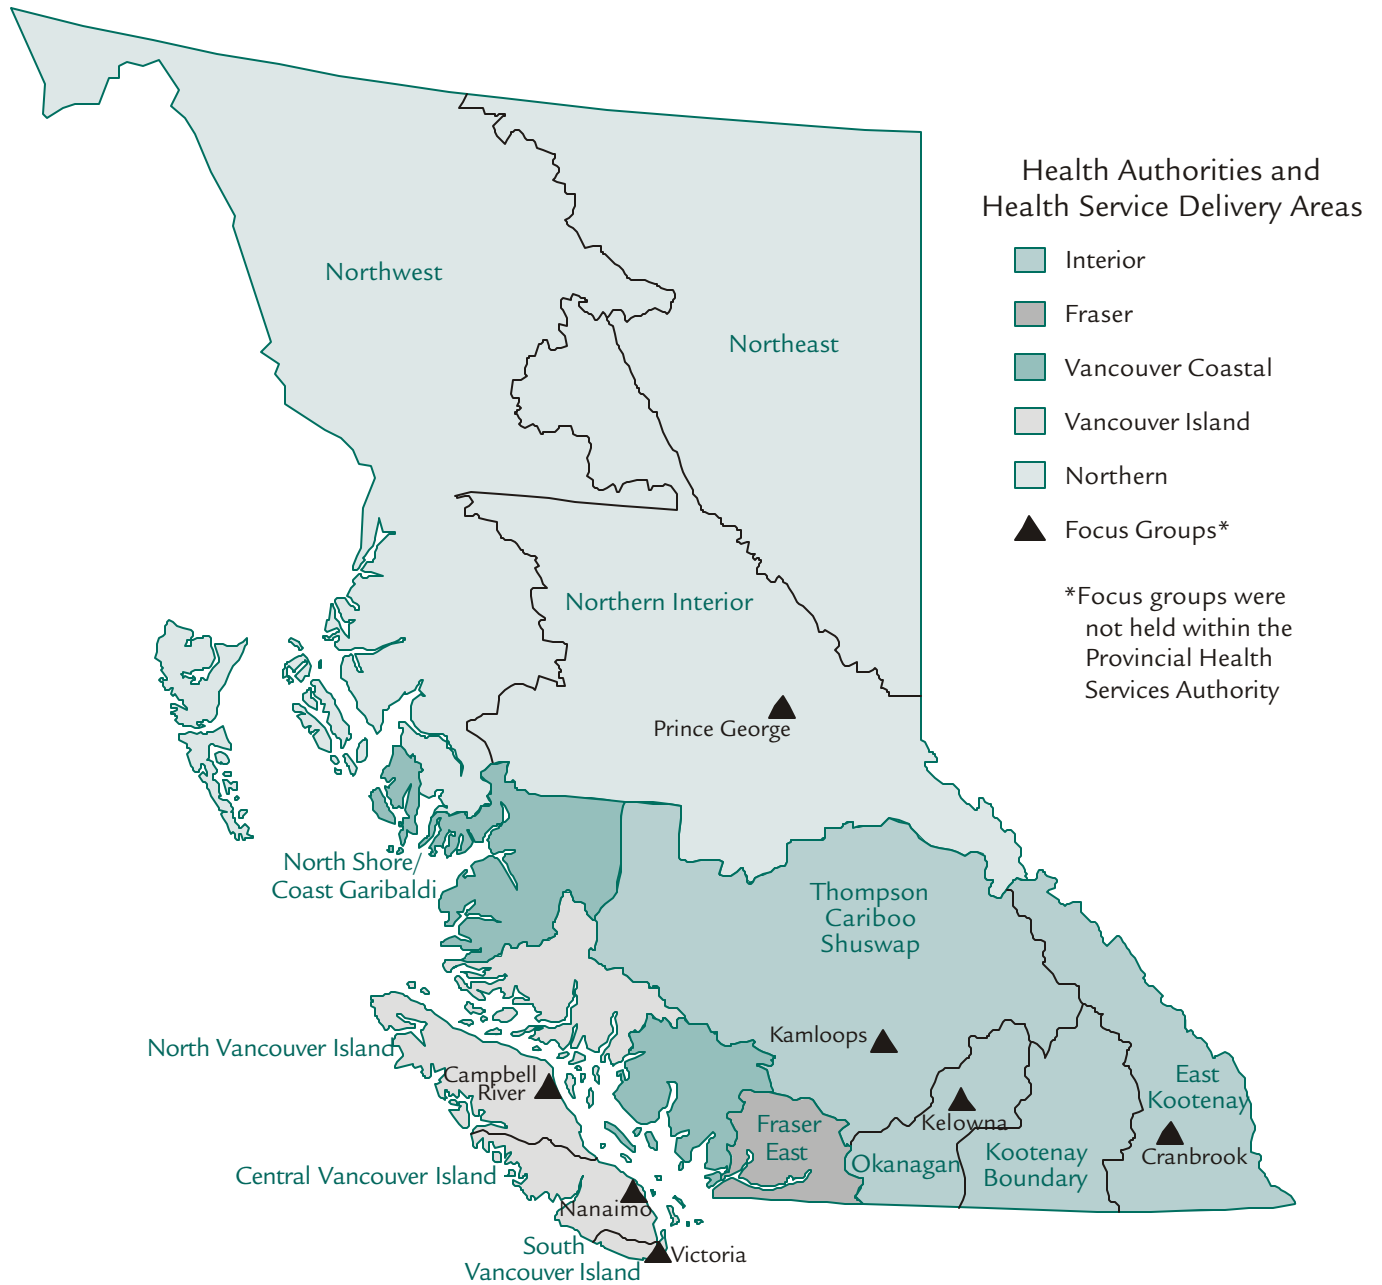 Health Authorities and
Health Service Delivery Areas
Interior
Fraser
Vancouver Coastal
Vancouver Island
Northern
Focus Groups*
*Focus groups were
not held within the
Provincial Health
Services Authority
Northwest
Northeast
Northern Interior
Prince George
North Shore/
Coast Garibaldi
Thompson
Cariboo
Shuswap
Kamloops
North Vancouver Island
Campbell
River
East
Kootenay
Kelowna
Fraser
East
Cranbrook
Okanagan
Kootenay
Boundary
Central Vancouver Island
Nanaimo
South
Vancouver Island
Victoria